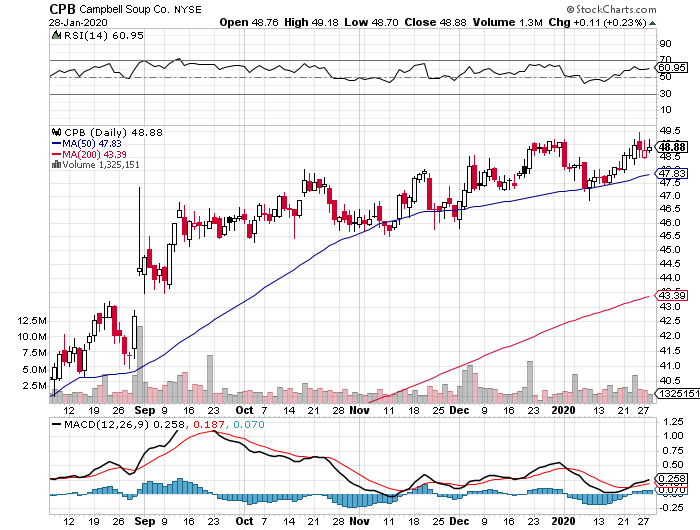 CPB Campbell Soup Co. NYSE © StockCharts.com
28-Jan-2020 Open 48.76 High 49.18 Low 48.70 Close 48.88 Volume 1.3M Chg +0.11 (+0.23%)
RSI(14) 60.95
90
70
60.95
50
30
10
CPB (Daily) 48.88
MA(50) 47.83
MA(200) 43.39
Volume 1,325,151
49.5
48.88
48.5
47.83
47.5
47.0
46.5
46.0
45.5
45.0
44.5
44.0
43.39
43.0
42.5
42.0
41.5
41.0
40.5
1325151
12.5M
10.0M
7.5M
5.0M
2.5M
12 19 26 Sep 9 16 23 Oct 7 14 21 28 Nov 11 18 25 Dec 9 16 23 2020 13 21 27
MACD(12,26,9) 0.258, 0.187, 0.070
1.25
1.00
0.75
0.50
0.258
0.070
-0.25
12 19 26 Sep 9 16 23 Oct 7 14 21 28 Nov 11 18 25 Dec 9 16 23 2020 13 21 27